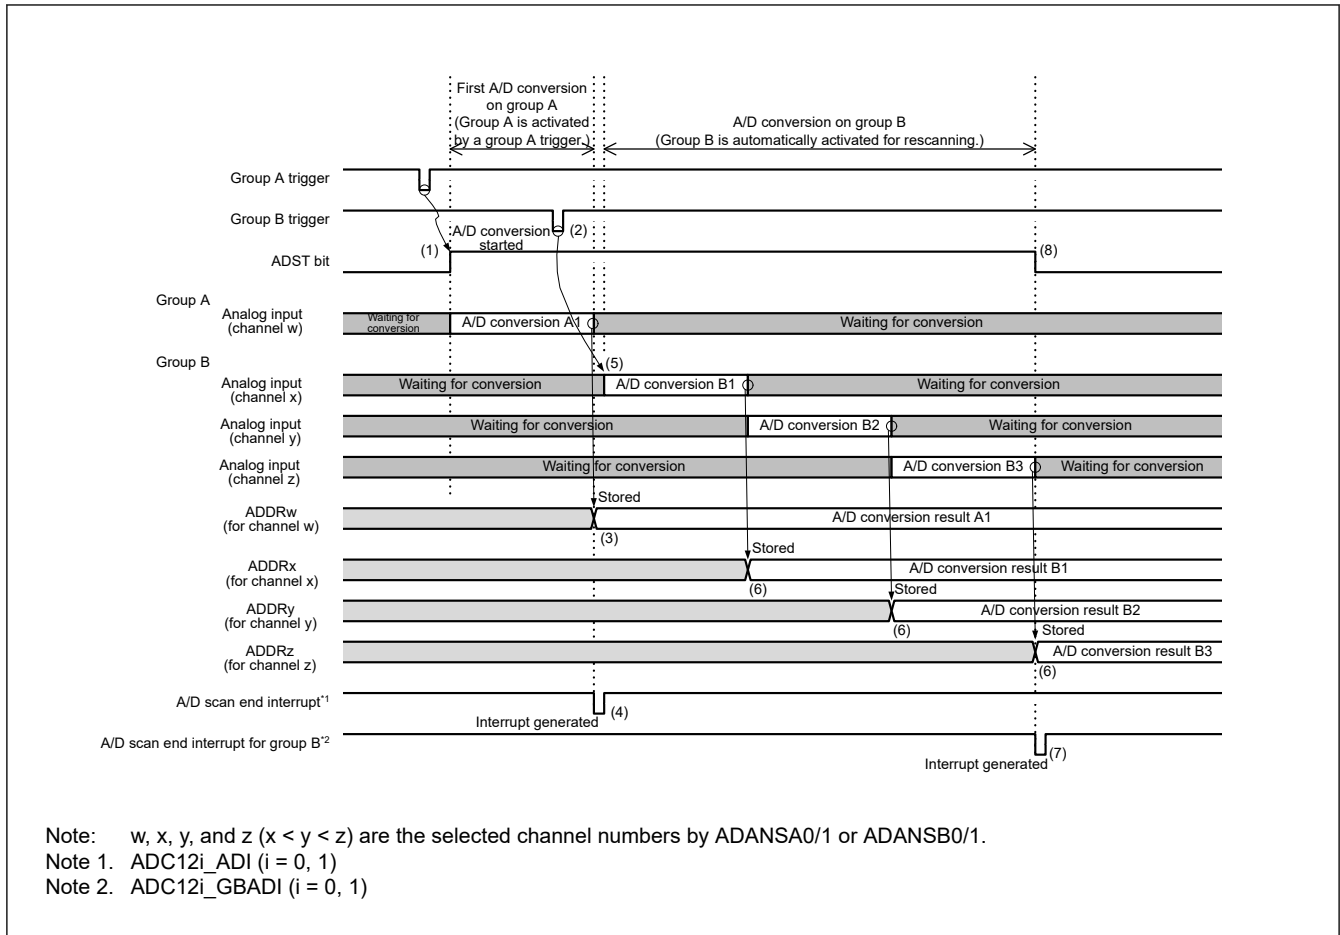 First A/D conversion
on group A
(Group A is activated
by a group A trigger.)
A/D conversion on group B
(Group B is automatically activated for rescanning.)
Group A trigger
Group B trigger
(2)
A/D conversion
started
(1)
(8)
ADST bit
Group A
Analog input
(channel w)
Waiting for
conversion
A/D conversion A1
Waiting for conversion
Group B
(5)
Analog input
(channel x)
Waiting for conversion
A/D conversion B1
Waiting for conversion
Analog input
(channel y)
Waiting for conversion
A/D conversion B2
Waiting for conversion
Analog input
(channel z)
Waiting for conversion
A/D conversion B3
Waiting for conversion
Stored
ADDRw
(for channel w)
A/D conversion result A1
(3)
Stored
ADDRx
(for channel x)
A/D conversion result B1
(6)
Stored
ADDRy
(for channel y)
A/D conversion result B2
(6)
Stored
ADDRz
(for channel z)
A/D conversion result B3
(6)
A/D scan end interrupt*1
Interrupt generated
(4)
A/D scan end interrupt for group B*2
Interrupt generated
(7)
Note: w, x, y, and z (x < y < z) are the selected channel numbers by ADANSA0/1 or ADANSB0/1.
Note 1. ADC12i_ADI (i = 0, 1)
Note 2. ADC12i_GBADI (i = 0, 1)